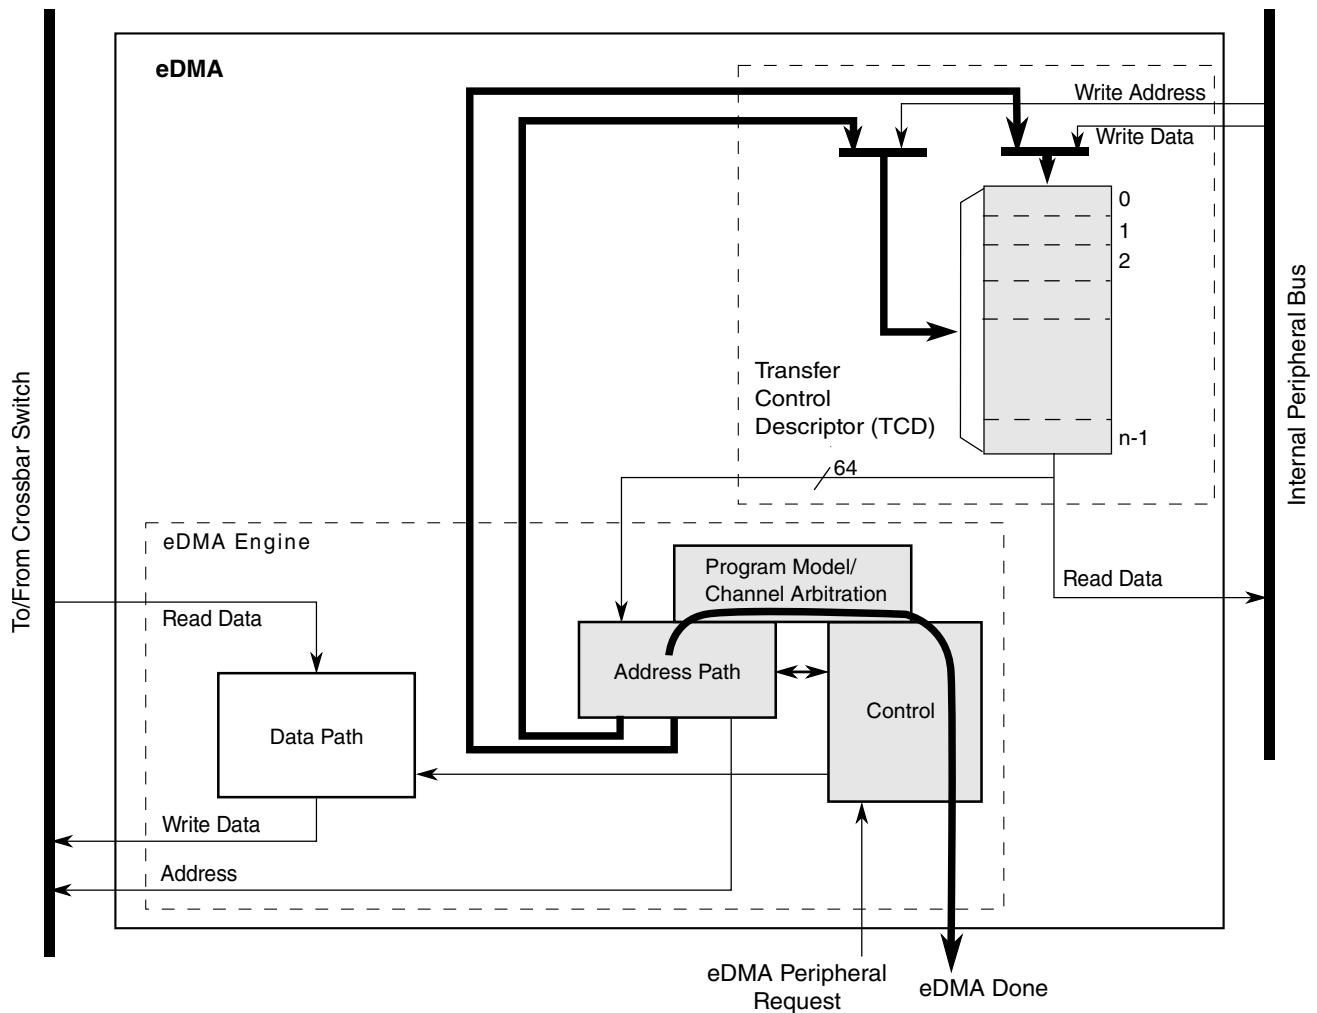 eDMA
Write Address
Write Data
0
1
2
n-1
Transfer
Control
Descriptor (TCD)
64
To/From Crossbar Switch
Internal Peripheral Bus
eDMA Engine
Program Model/
Channel Arbitration
Read Data
Read Data
Address Path
Control
Data Path
Write Data
Address
eDMA Peripheral
Request
eDMA Done